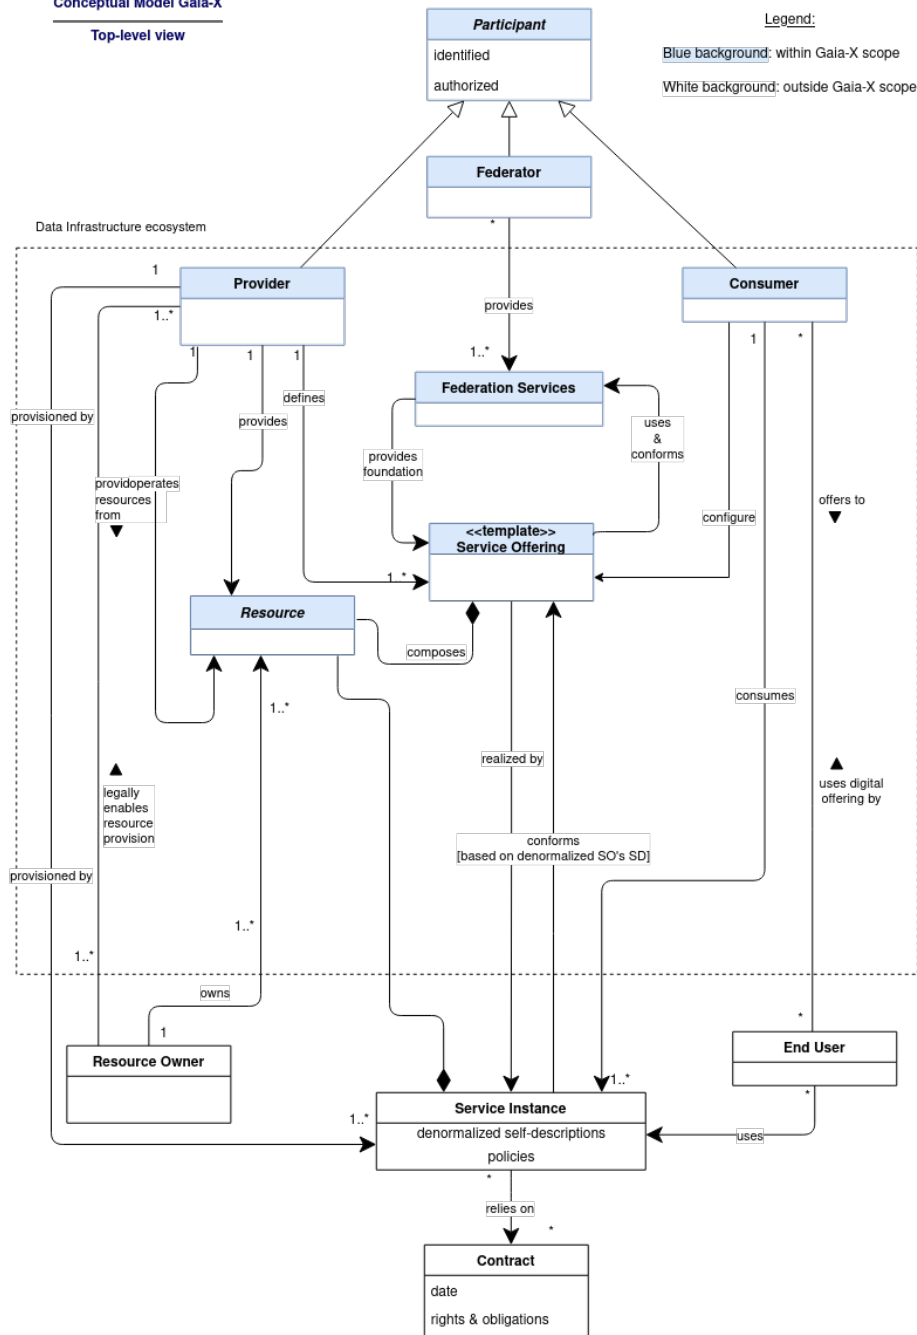 Conceptual Model Gaia-X
Top-level view
Legend:
Blue background: within Gaia-X scope
White background: outside Gaia-X scope
Participant
identified
authorized
Federator
*
Data Infrastructure ecosystem
1
Provider
1..*
Consumer
provides
1..*
1
1
1
1
*
Federation Services
provisioned by
defines
provides
uses
&
conforms
provides
foundation
providoperates
resources
from
offers to
configure
<<template>>
Service Offering
1..*
Resource
composes
1..*
consumes
realized by
legally
enables
resource
provision
uses digital
offering by
conforms
[based on denormalized SO's SD]
provisioned by
1..*
1..*
owns
1
*
Resource Owner
End User
1..*
*
Service Instance
denormalized self-descriptions
policies
1..*
uses
*
relies on
*
Contract
date
rights & obligations